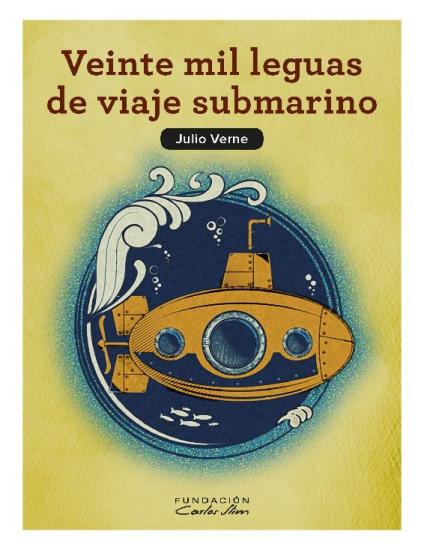 Veinte mil leguas
de viaje submarino
Julio Verne
FUNDACIÓN
Carlos Slim